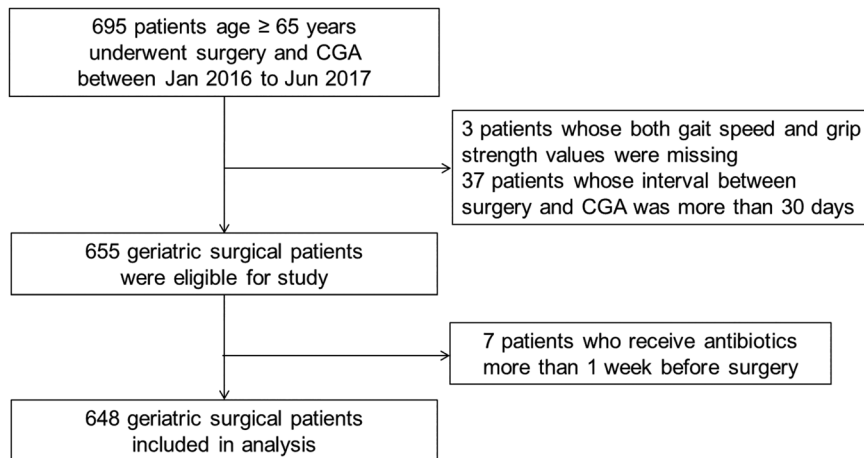 695 patients age ≥ 65 years
underwent surgery and CGA
between Jan 2016 to Jun 2017
3 patients whose both gait speed and grip
strength values were missing
37 patients whose interval between
surgery and CGA was more than 30 days
655 geriatric surgical patients
were eligible for study
7 patients who receive antibiotics
more than 1 week before surgery
648 geriatric surgical patients
included in analysis